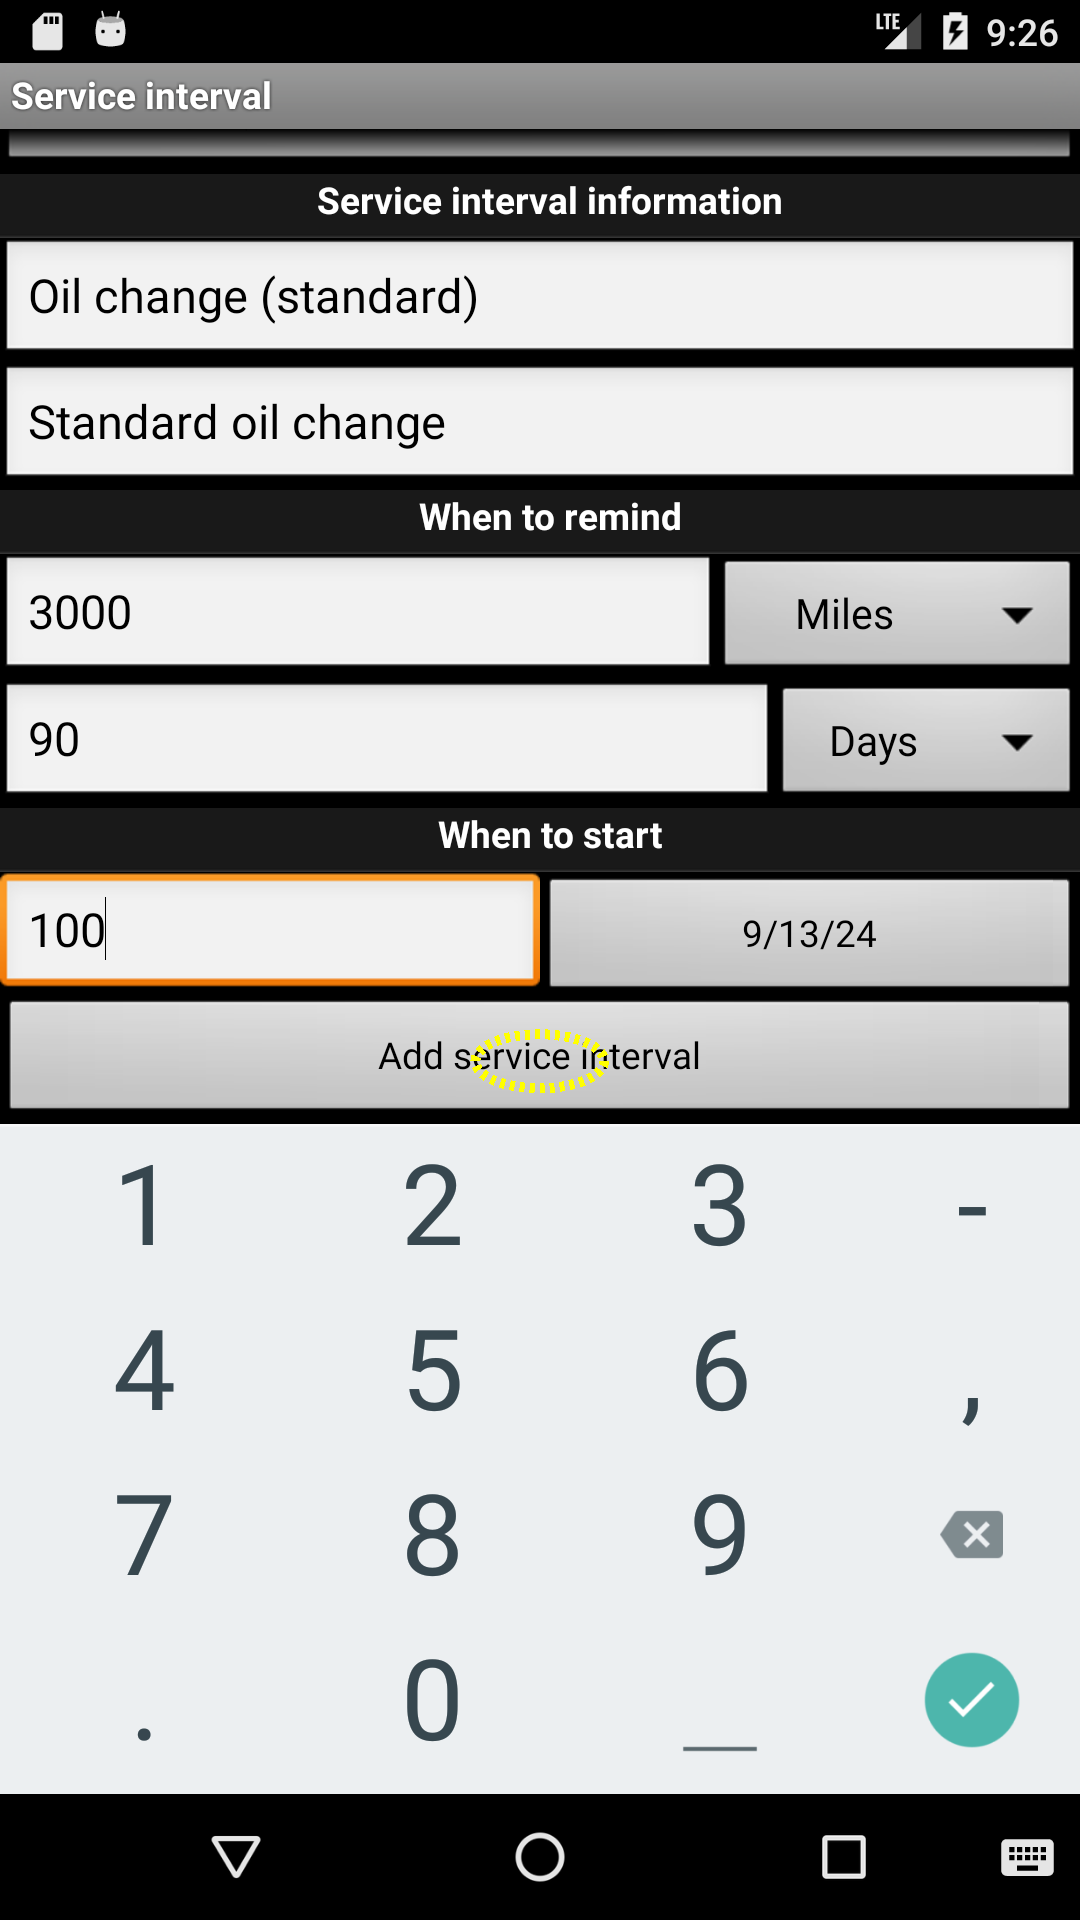 LTE 9:26
Service interval
Service interval information
Oil change (standard)
Standard oil change
When to remind
3000 Miles
90 Days
When to start
100 9/13/24
Add service interval
1 2 3 -
4 5 6 ,
7 8 9
. 0 _